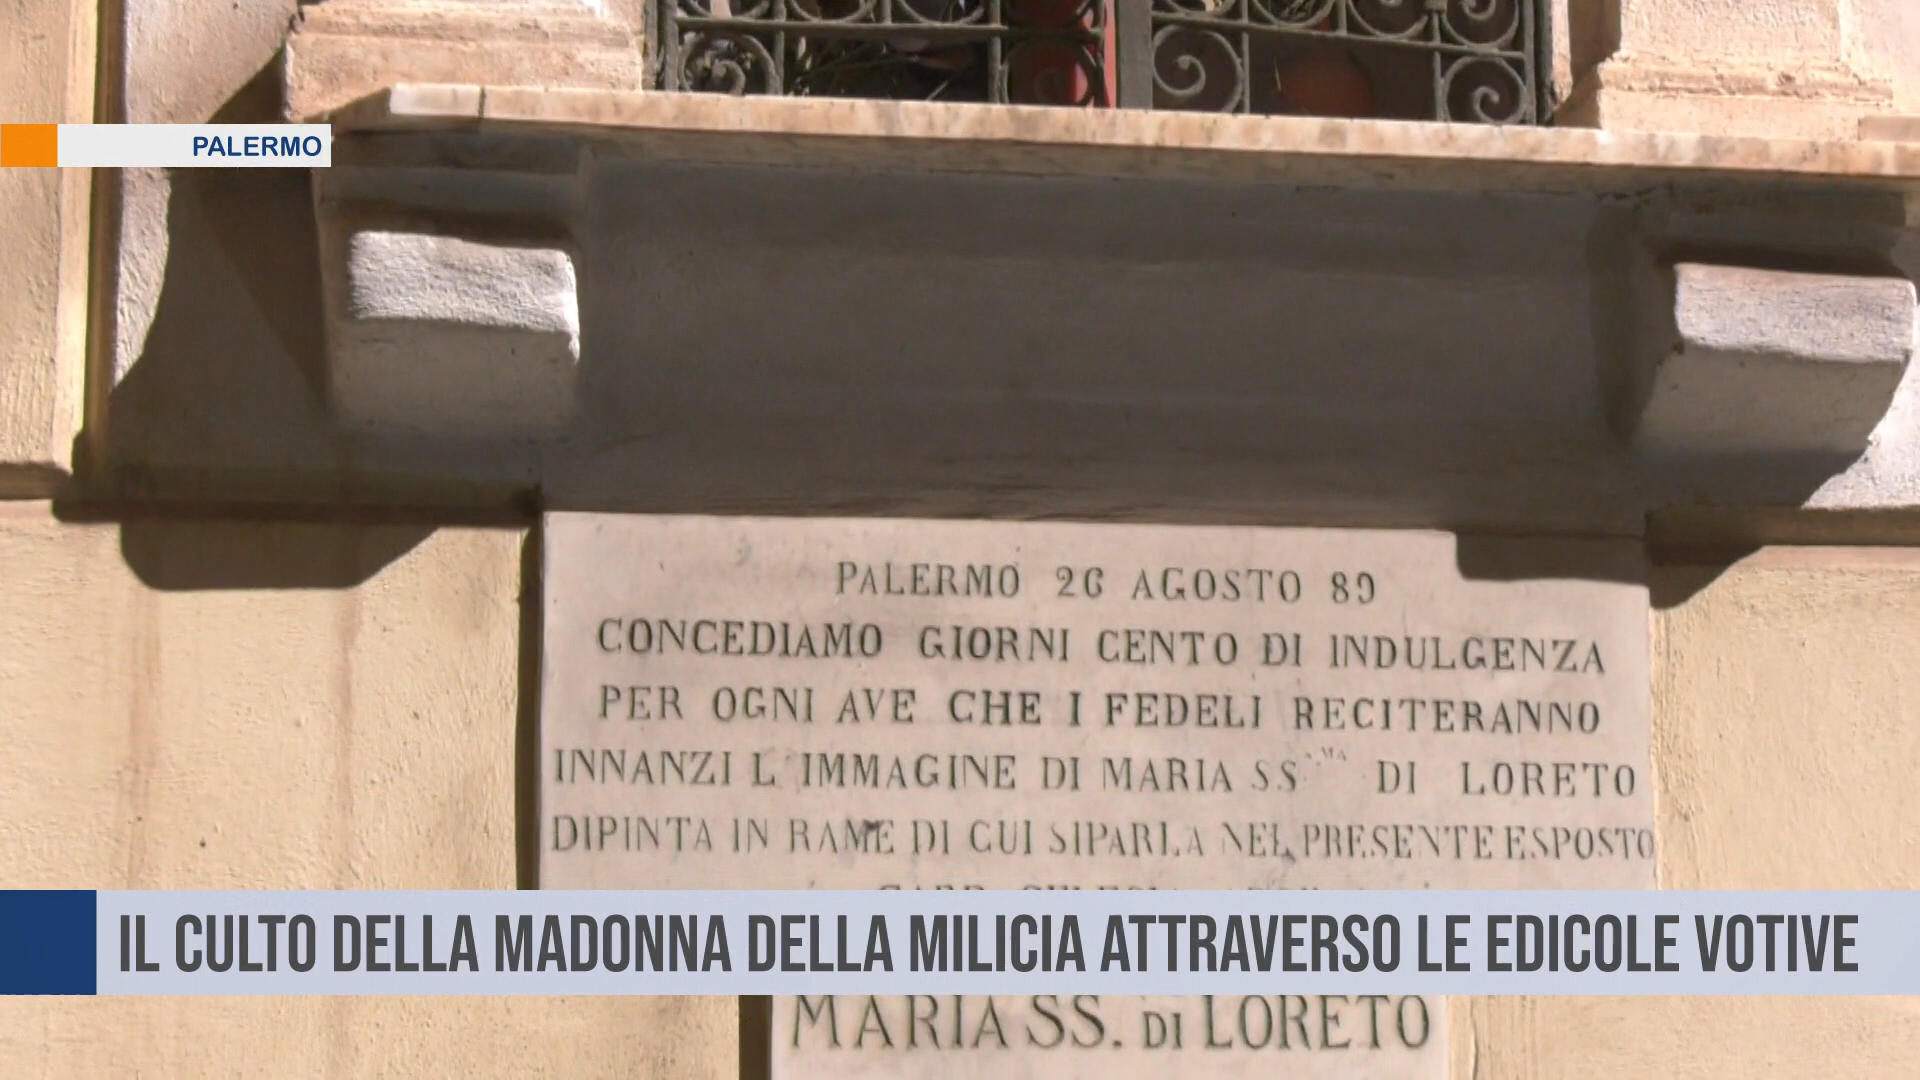 PALERMO
PALERMO 26 AGOSTO 89
CONCEDIAMO GIORNI CENTO DI INDULGENZA
PER OGNI AVE CHE I FEDELI RECITERANNO
INNANZI L'IMMAGINE DI MARIA SS.MA DI LORETO
DIPINTA IN RAME DI CUI SI PARLA NEL PRESENTE ESPOSTO
IL CULTO DELLA MADONNA DELLA MILICIA ATTRAVERSO LE EDICOLE VOTIVE
MARIA SS. DI LORETO